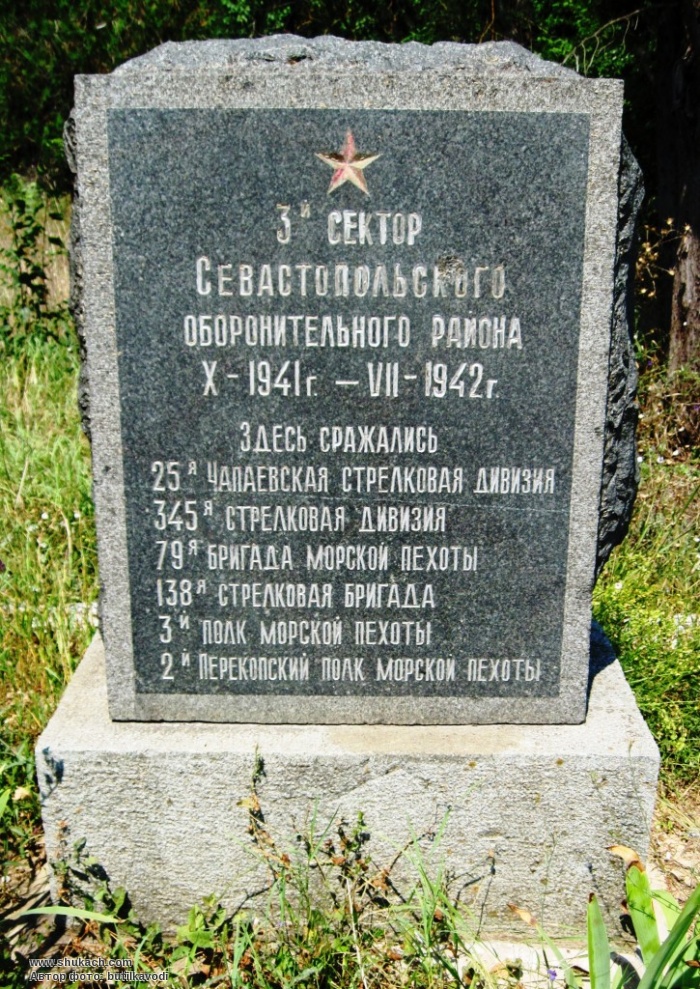 3й СЕКТОР
СЕВАСТОПОЛЬСКОГО
ОБОРОНИТЕЛЬНОГО РАЙОНА
X - 1941г. — VII - 1942г.
ЗДЕСЬ СРАЖАЛИСЬ
25я ЧАПАЕВСКАЯ СТРЕЛКОВАЯ ДИВИЗИЯ
345я СТРЕЛКОВАЯ ДИВИЗИЯ
79я БРИГАДА МОРСКОЙ ПЕХОТЫ
138я СТРЕЛКОВАЯ БРИГАДА
3й ПОЛК МОРСКОЙ ПЕХОТЫ
2й ПЕРЕКОПСКИЙ ПОЛК МОРСКОЙ ПЕХОТЫ
www.shukach.com
Автор фото: butilkavodi